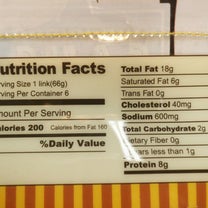 utrition Facts
rving Size 1 link(66g)
rving Per Container 6
mount Per Serving
alories 200 Calories from Fat 160
%Daily Value
Total Fat 18g
Saturated Fat 6g
Trans Fat 0g
Cholesterol 40mg
Sodium 600mg
Total Carbohydrate 2g
Dietary Fiber 0g
ars less than 1g
Protein 8g